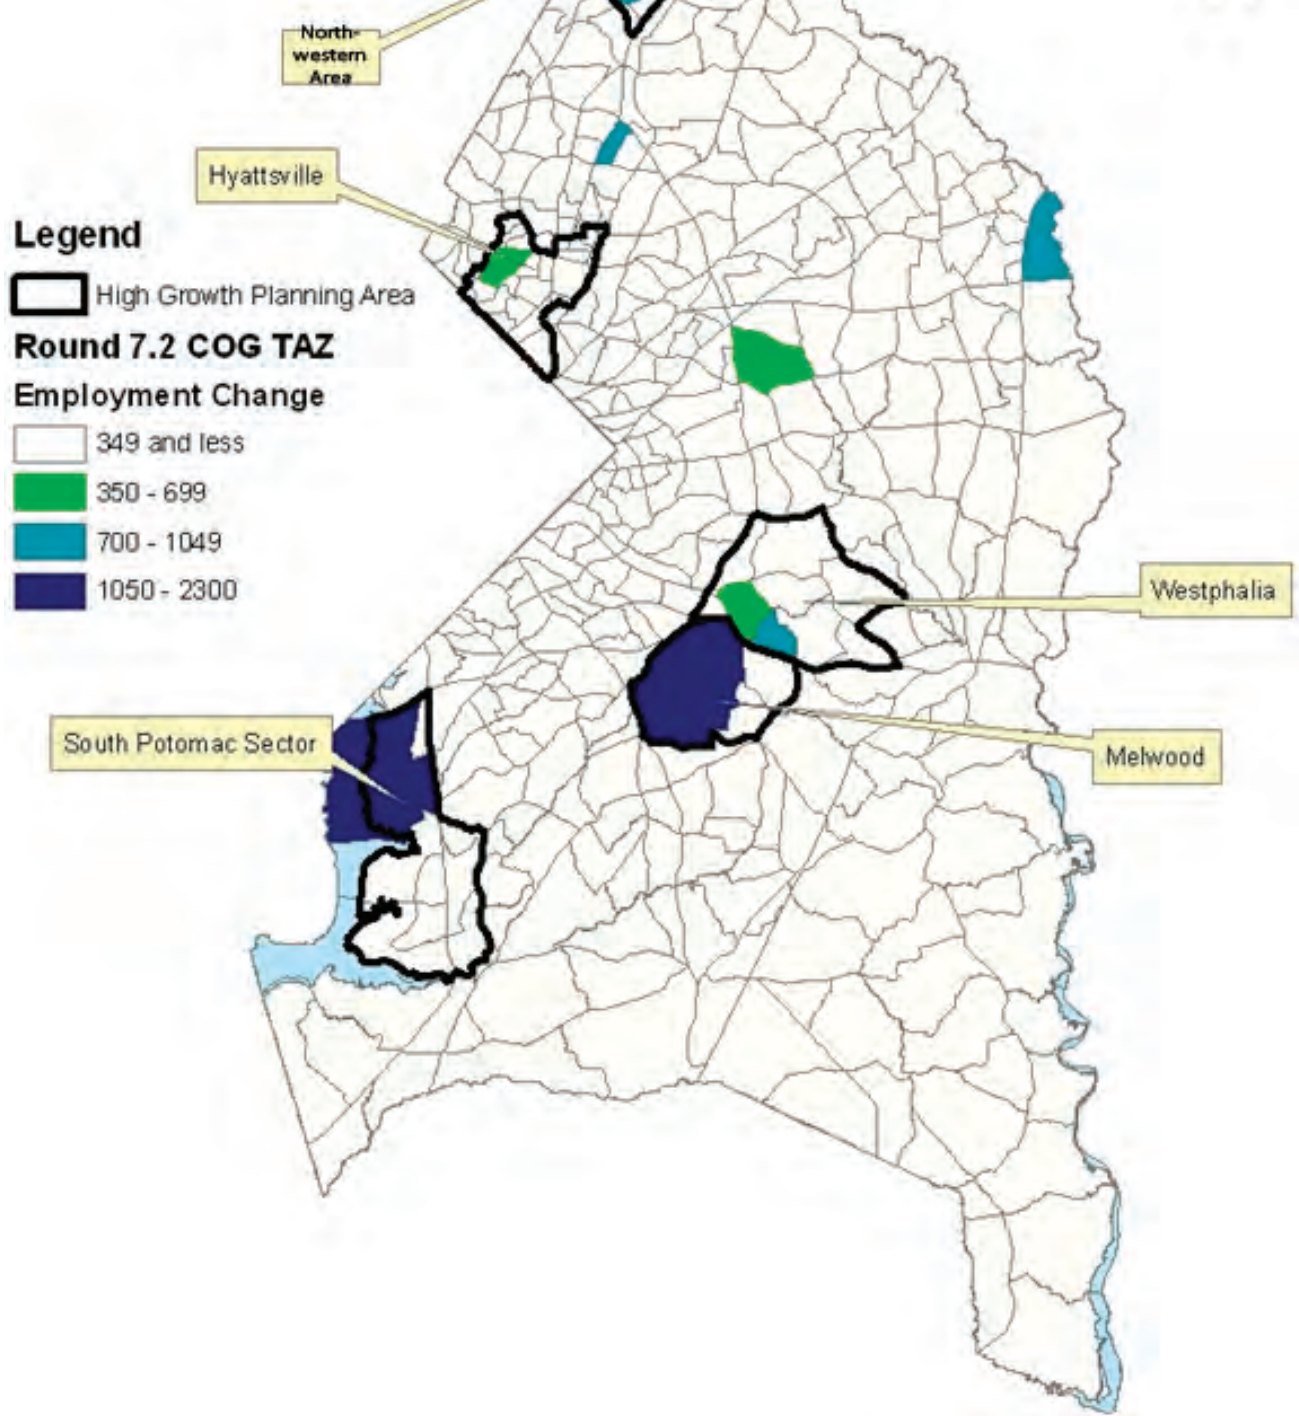 North-
western
Area
Hyattsville
Legend
High Growth Planning Area
Round 7.2 COG TAZ
Employment Change
349 and less
350 - 699
700 - 1049
1050 - 2300
Westphalia
South Potomac Sector
Melwood